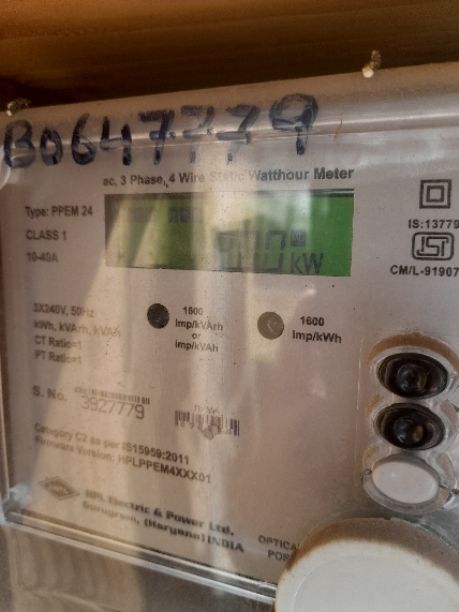 B0647779
ac, 3 Phase, 4 Wire Static Watthour Meter
Type: PPEM 24
CLASS 1
10-40A
kW
IS:13779
CM/L-91907
3X240V, 50Hz
kWh, kVArh, kVAh
CT Ratio=1
PT Ratio=1
1500
imp/kVArh
or
imp/kVAh
1600
imp/kWh
S. No. 3927779
Category C2 as per IS15959:2011
Firmware Version: HPLPPEM4XXX01
HPL Electric & Power Ltd.
Gurugram, (Haryana) INDIA
OPTICAL